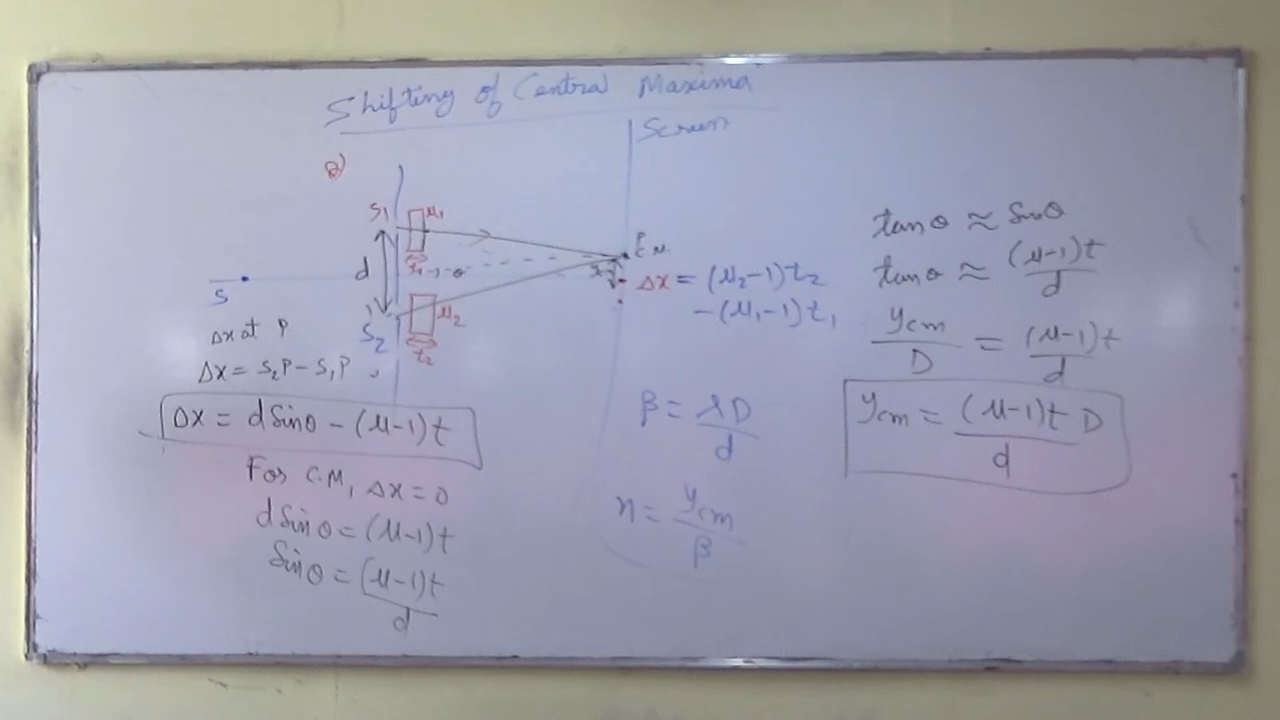 Shifting of Central Maxima
Screen
Q)
S1
μ1
t1
θ
d
S
S2
μ2
t2
P
C.M.
Δx = (μ2-1)t2
-(μ1-1)t1
Δx at P
Δx = S2P - S1P
Δx = d Sinθ - (μ-1)t
For C.M, Δx = 0
d Sinθ = (μ-1)t
Sinθ = (μ-1)t
d
β = λD
d
n = ycm
β
tan θ ≈ Sinθ
tan θ ≈ (μ-1)t
d
ycm = (μ-1)t
D d
ycm = (μ-1)t D
d